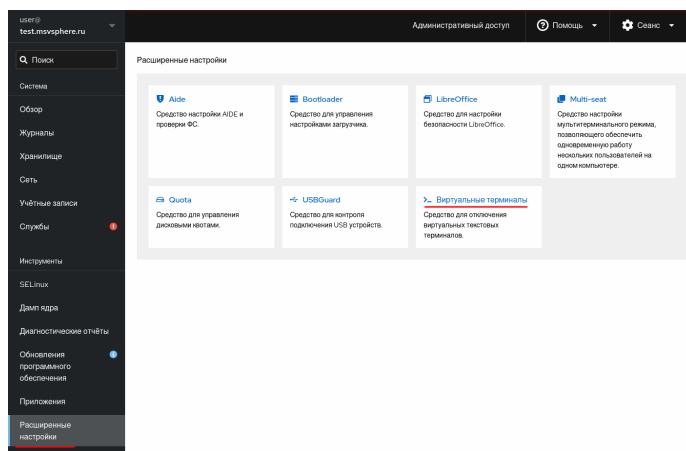 user@
test.msvsphere.ru
Административный доступ
Помощь
Сеанс
Поиск
Система
Обзор
Журналы
Хранилище
Сеть
Учётные записи
Службы
Инструменты
SELinux
Дамп ядра
Диагностические отчёты
Обновления
программного
обеспечения
Приложения
Расширенные
настройки
Расширенные настройки
Aide
Средство настройки AIDE и
проверки ФС.
Bootloader
Средство для управления
настройками загрузчика.
LibreOffice
Средство для настройки
безопасности LibreOffice.
Multi-seat
Средство настройки
мультитерминального режима,
позволяющего обеспечить
одновременную работу
нескольких пользователей на
одном компьютере.
Quota
Средство для управления
дисковыми квотами.
USBGuard
Средство для контроля
подключения USB устройств.
Виртуальные терминалы
Средство для отключения
виртуальных текстовых
терминалов.